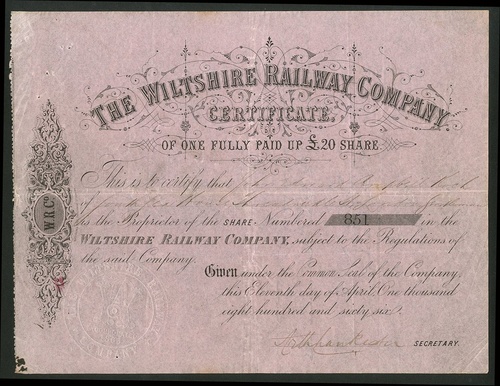 THE WILTSHIRE RAILWAY COMPANY
CERTIFICATE.
OF ONE FULLY PAID UP £20 SHARE.
This is to certify that John
of
is the Proprietor of the SHARE Numbered 851 in the
WILTSHIRE RAILWAY COMPANY, subject to the Regulations of
the said Company.
Given under the Common Seal of the Company,
this Eleventh day of April, One thousand
eight hundred and sixty six.
SECRETARY.
W R Co